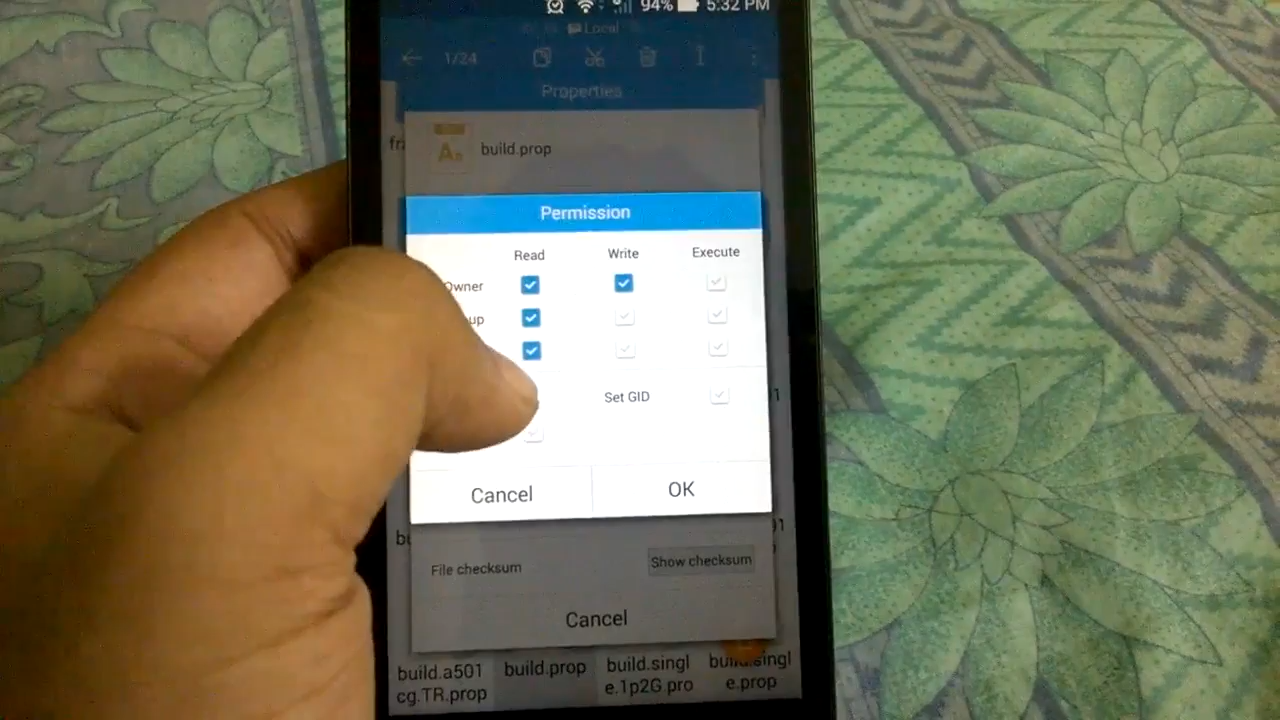 94% 5:32 PM
Local
1/24
Properties
build.prop
Permission
Read Write Execute
Owner
up
Set GID
Cancel OK
File checksum Show checksum
Cancel
build.a501 build.prop build.singl build.singl
cg.TR.prop e.1p2G pro e.prop